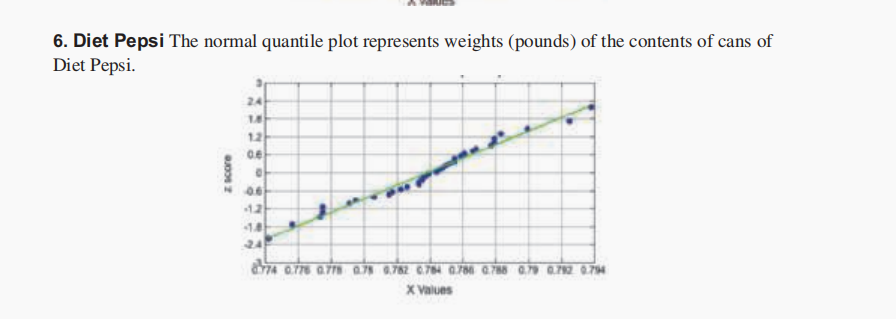 X Values
6. Diet Pepsi The normal quantile plot represents weights (pounds) of the contents of cans of
Diet Pepsi.
3
2.4
1.8
1.2
0.6
0
-0.6
-1.2
-1.8
-2.4
-3
z score
0.774 0.776 0.778 0.78 0.782 0.784 0.786 0.788 0.79 0.792 0.794
X Values